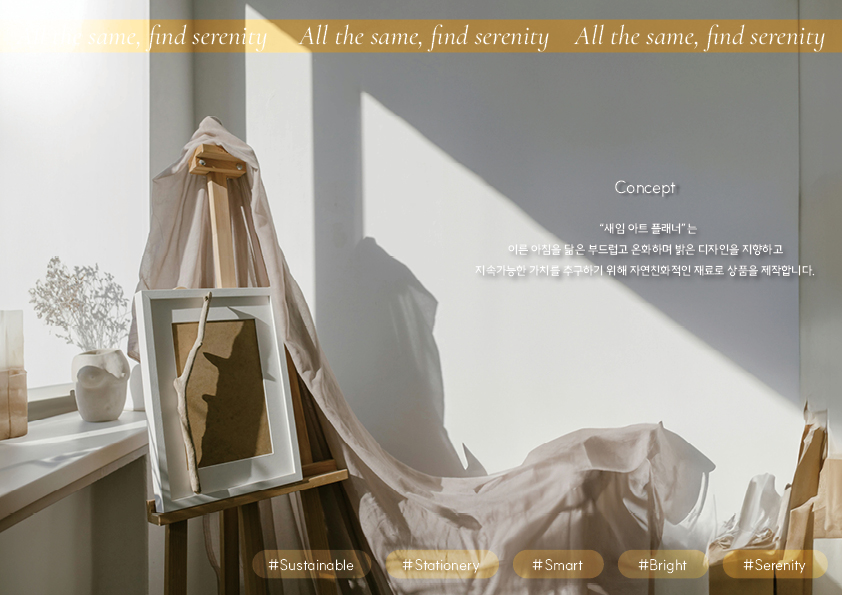 All the same, find serenity All the same, find serenity All the same, find serenity
Concept
“새임 아트 플래너”는
이른 아침을 닮은 부드럽고 온화하며 밝은 디자인을 지향하고
지속가능한 가치를 추구하기 위해 자연친화적인 재료로 상품을 제작합니다.
#Sustainable #Stationery #Smart #Bright #Serenity